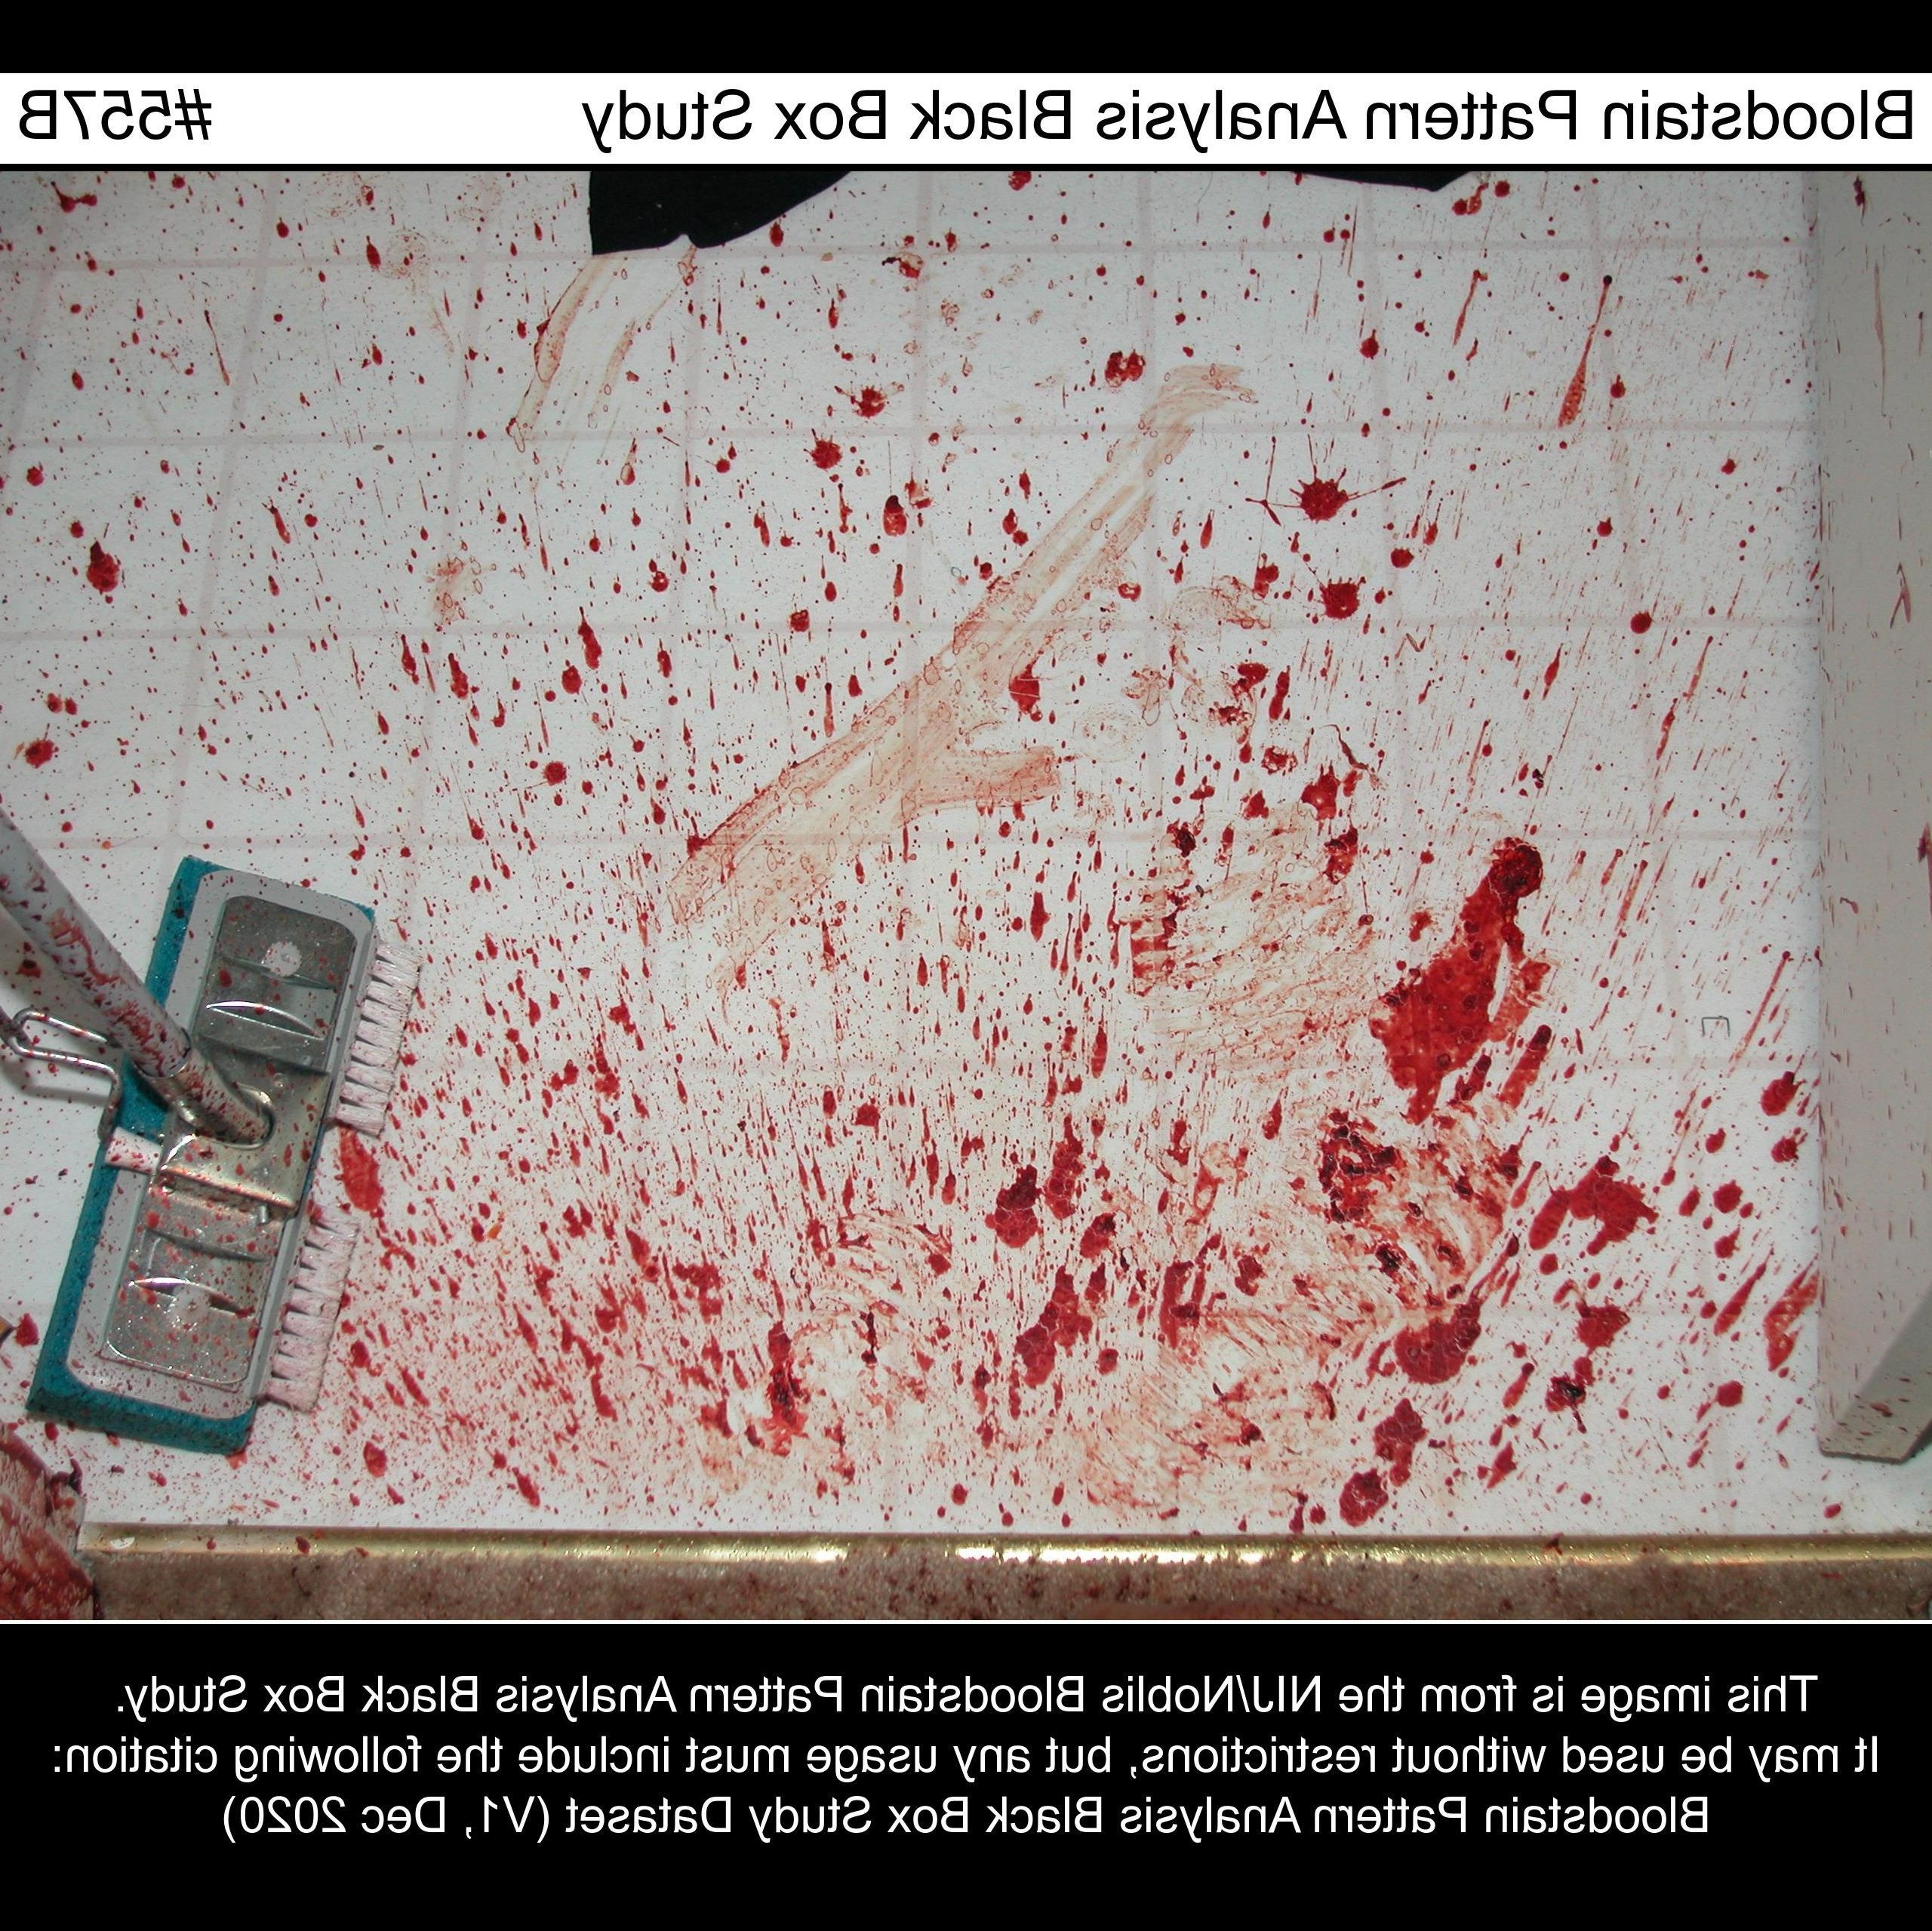 Bloodstain Pattern Analysis Black Box Study #557B
This image is from the NIJ/Noblis Bloodstain Pattern Analysis Black Box Study.
It may be used without restrictions, but any usage must include the following citation:
Bloodstain Pattern Analysis Black Box Study Dataset (V1, Dec 2020)